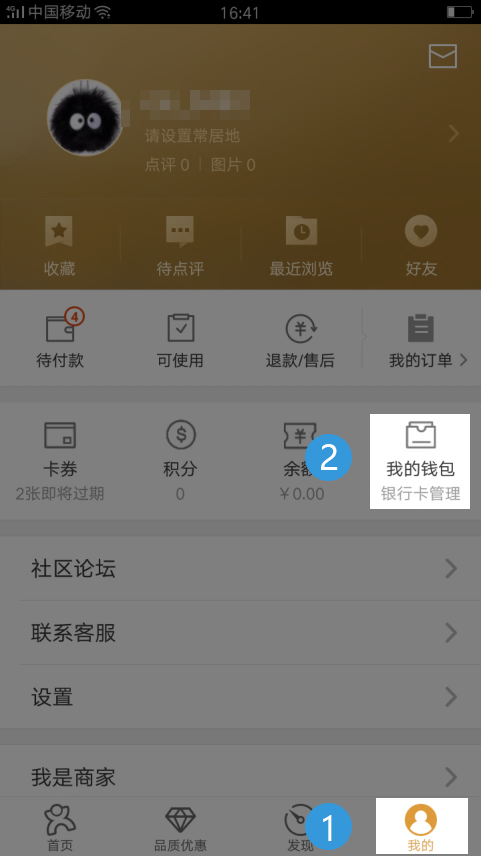 4G 中国移动 16:41
请设置常居地
点评 0 | 图片 0
收藏 待点评 最近浏览 好友
4
待付款 可使用 退款/售后 我的订单
卡券 积分 余额 我的钱包
2
2张即将过期 0 ￥0.00 银行卡管理
社区论坛
联系客服
设置
我是商家
1
首页 品质优惠 发现 我的